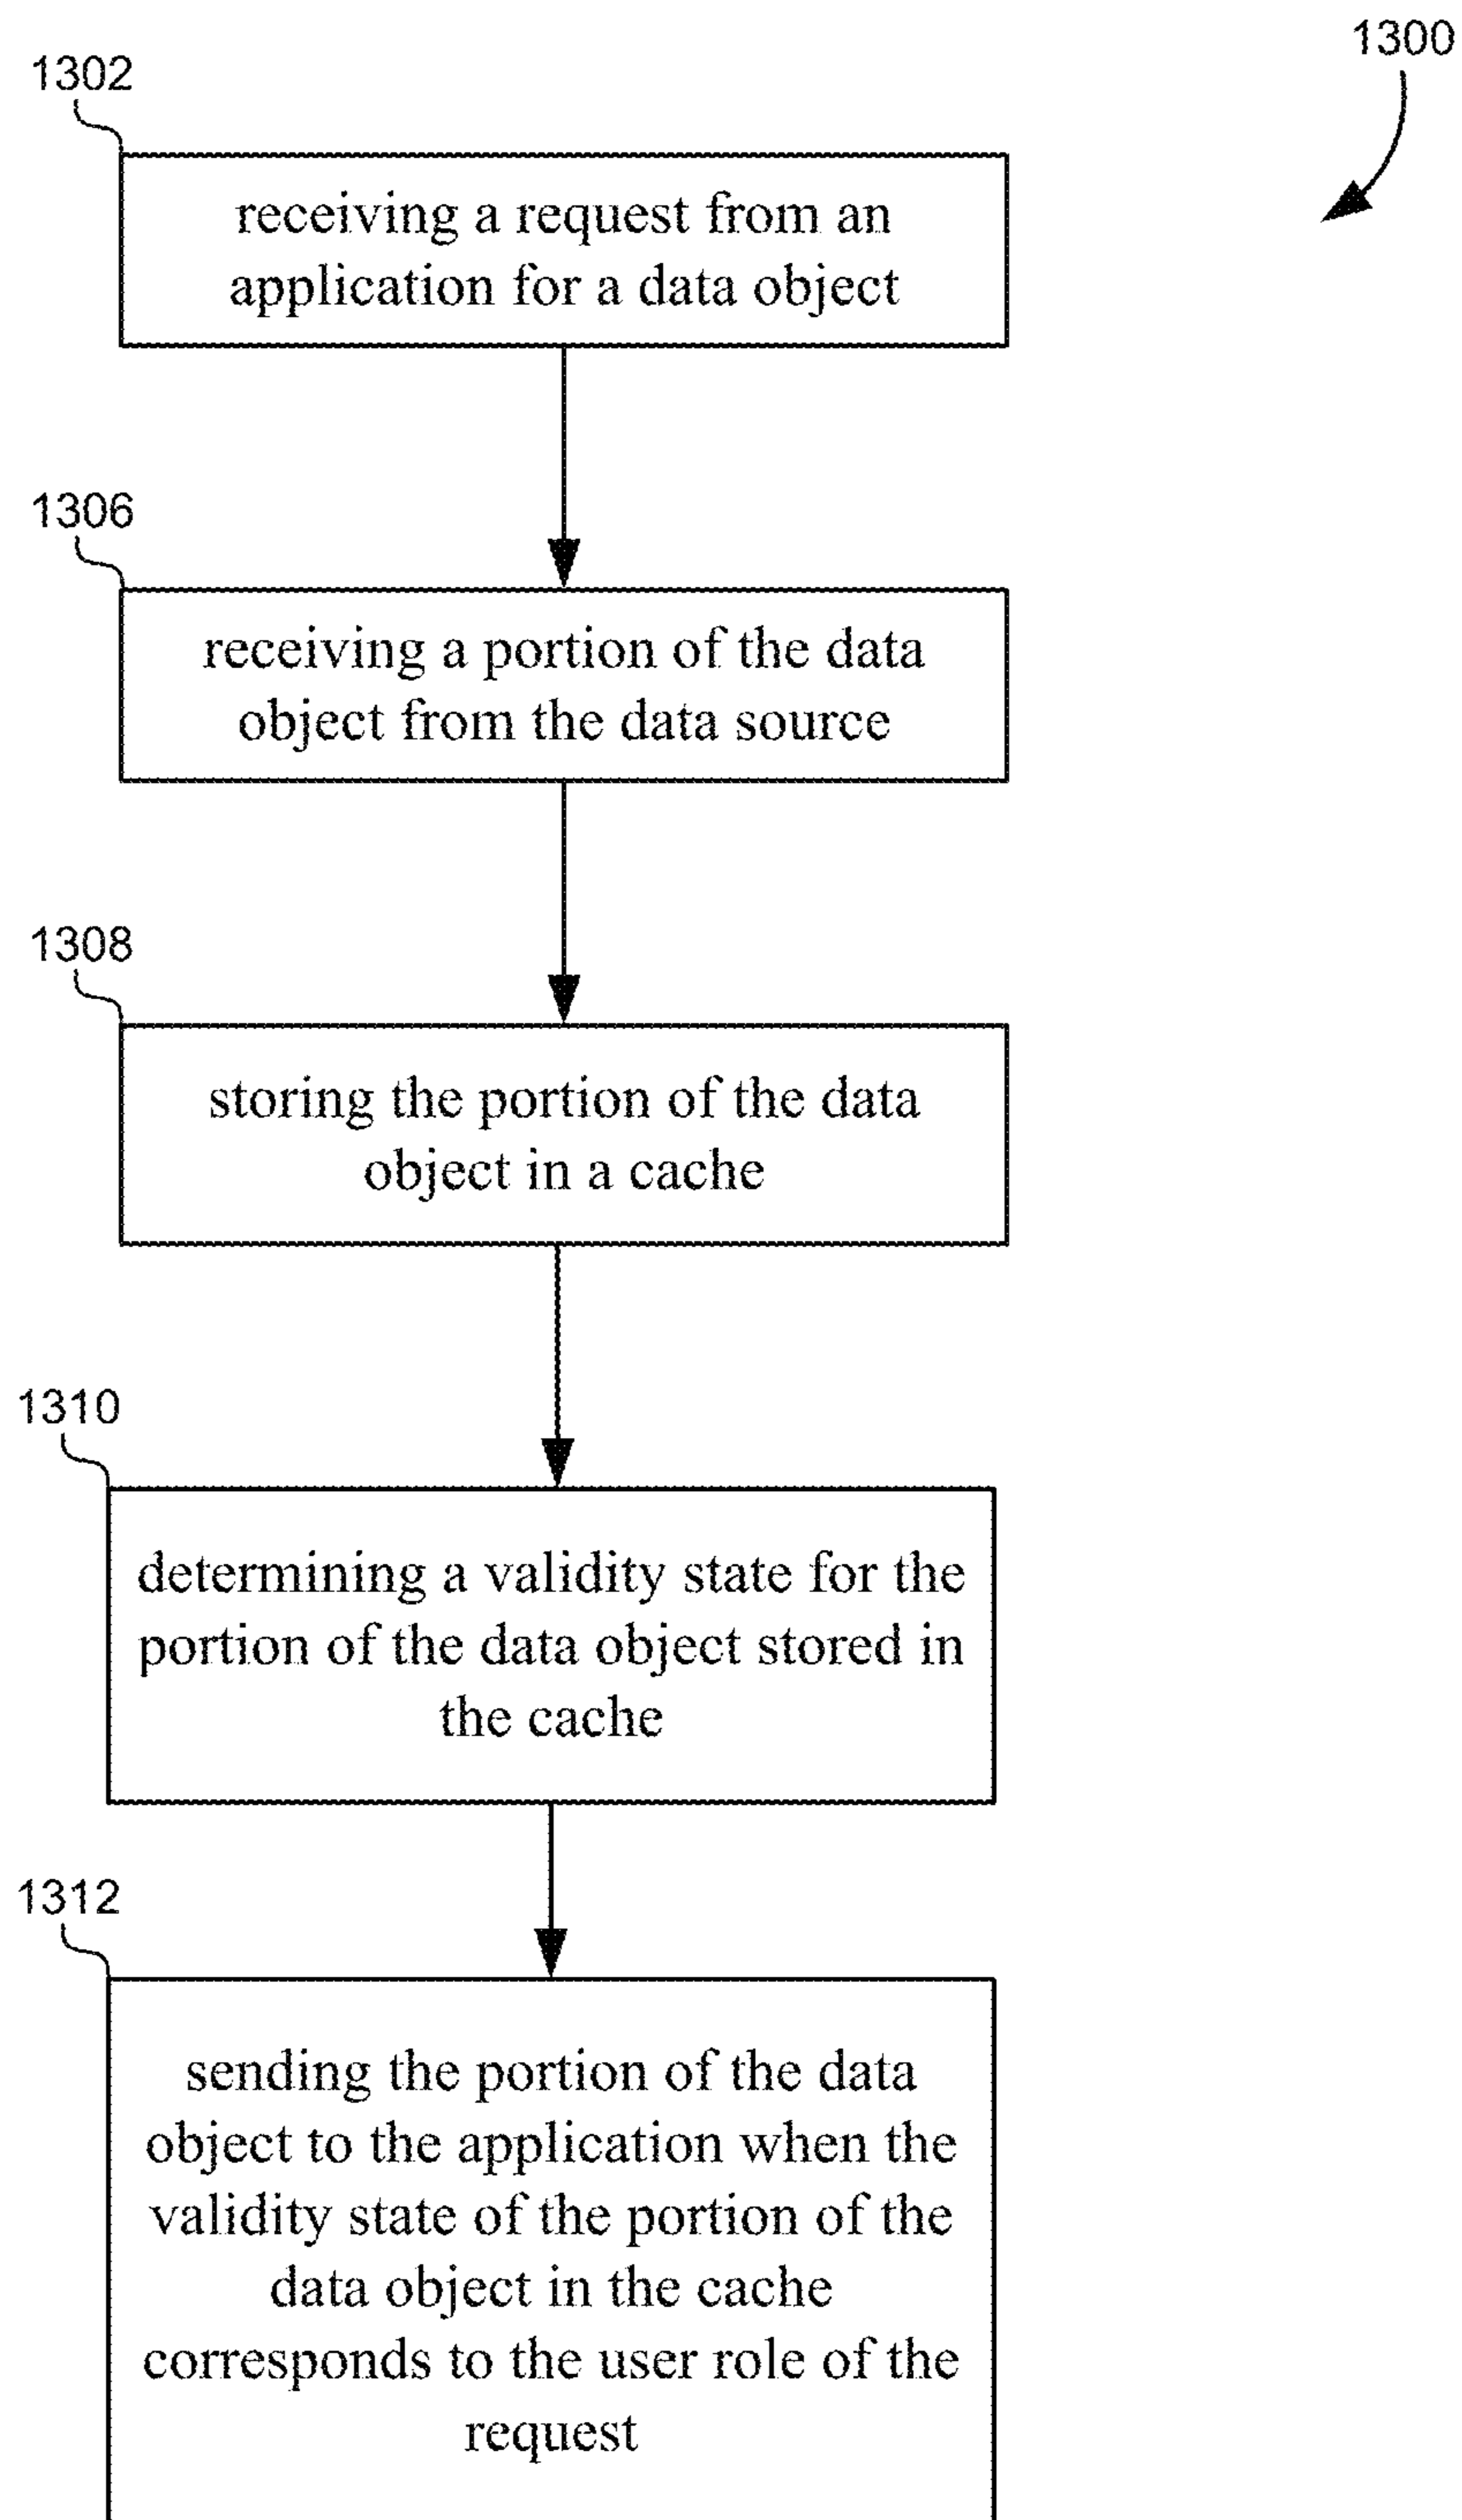 1300
1302
receiving a request from an
application for a data object
1306
receiving a portion of the data
object from the data source
1308
storing the portion of the data
object in a cache
1310
determining a validity state for the
portion of the data object stored in
the cache
1312
sending the portion of the data
object to the application when the
validity state of the portion of the
data object in the cache
corresponds to the user role of the
request